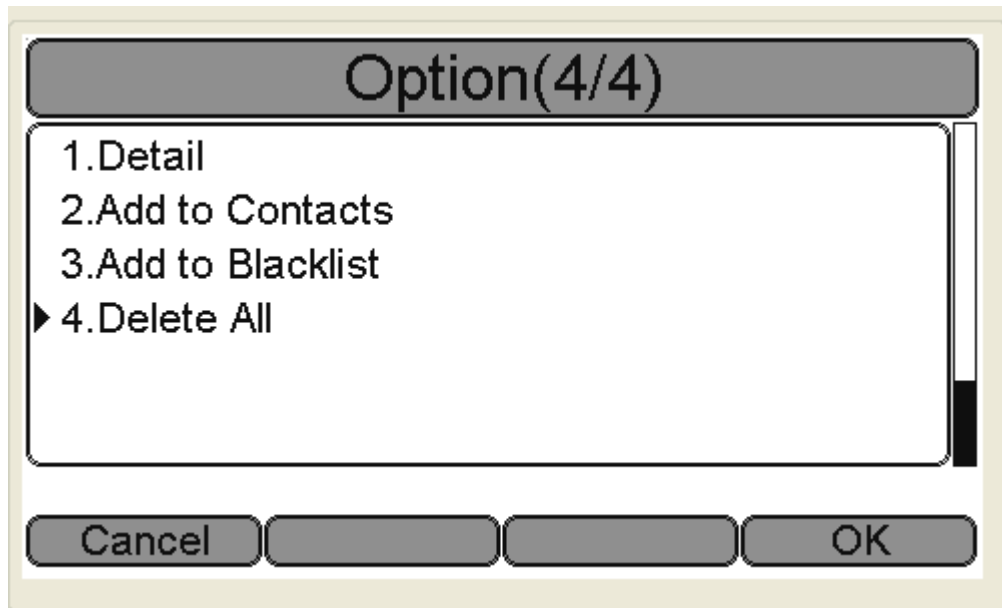 Option(4/4)
1.Detail
2.Add to Contacts
3.Add to Blacklist
4.Delete All
Cancel OK